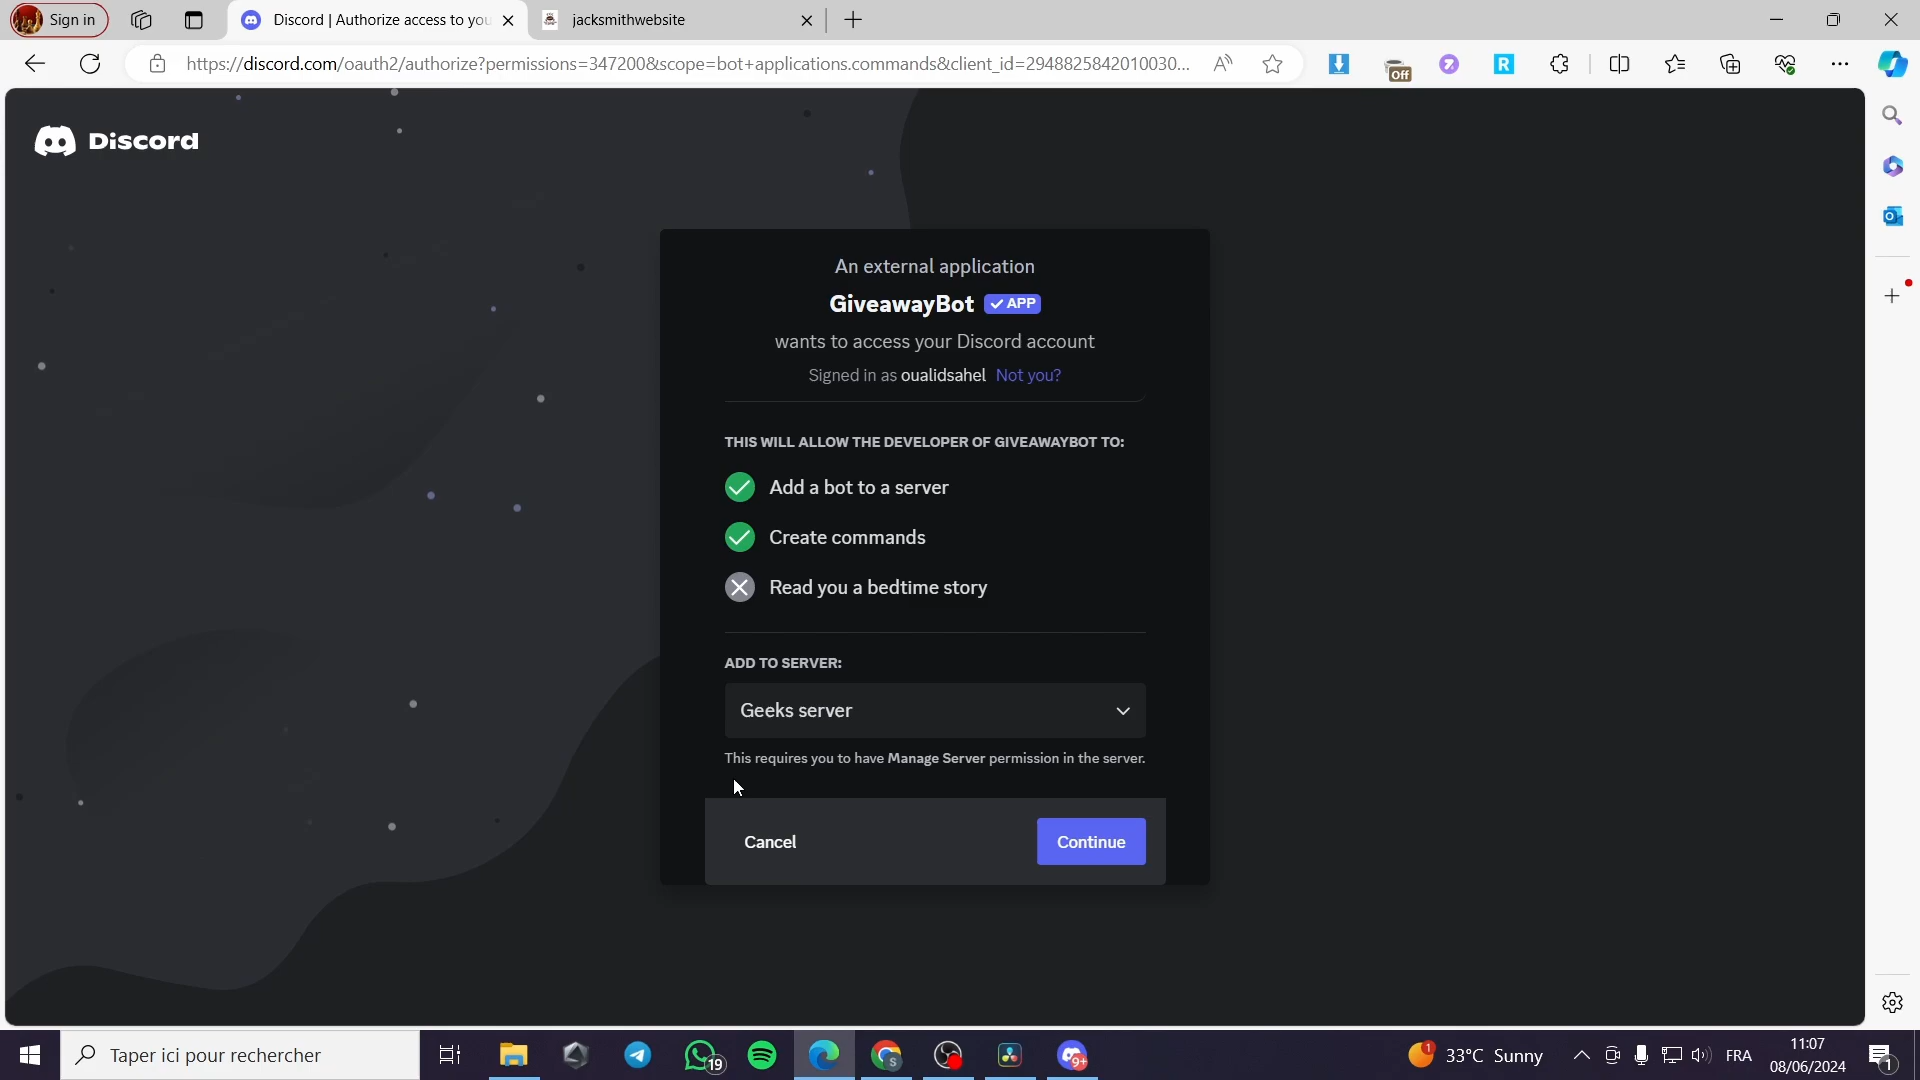 Sign in
Discord | Authorize access to you
jacksmithwebsite
https://discord.com/oauth2/authorize?permissions=347200&scope=bot+applications.commands&client_id=2948825842010030...
Off
Discord
An external application
GiveawayBot APP
wants to access your Discord account
Signed in as oualidsahel Not you?
THIS WILL ALLOW THE DEVELOPER OF GIVEAWAYBOT TO:
Add a bot to a server
Create commands
Read you a bedtime story
ADD TO SERVER:
Geeks server
This requires you to have Manage Server permission in the server.
Cancel
Continue
Taper ici pour rechercher
19
S
9+
1
33°C Sunny
FRA
11:07
08/06/2024
1